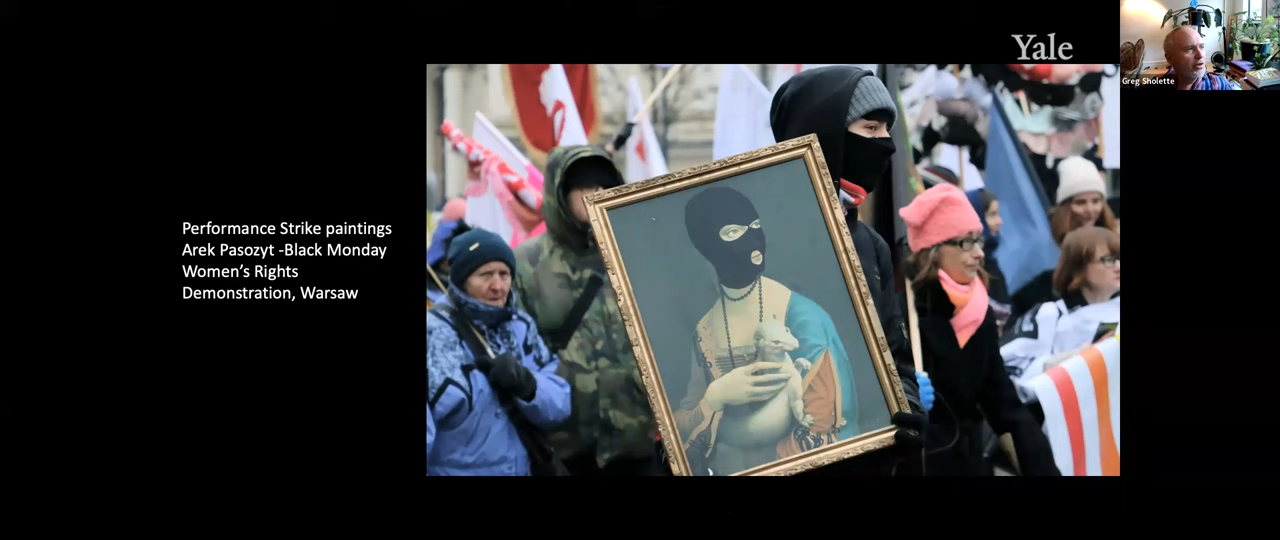 Yale
Greg Sholette
Performance Strike paintings
Arek Pasozyt -Black Monday
Women’s Rights
Demonstration, Warsaw